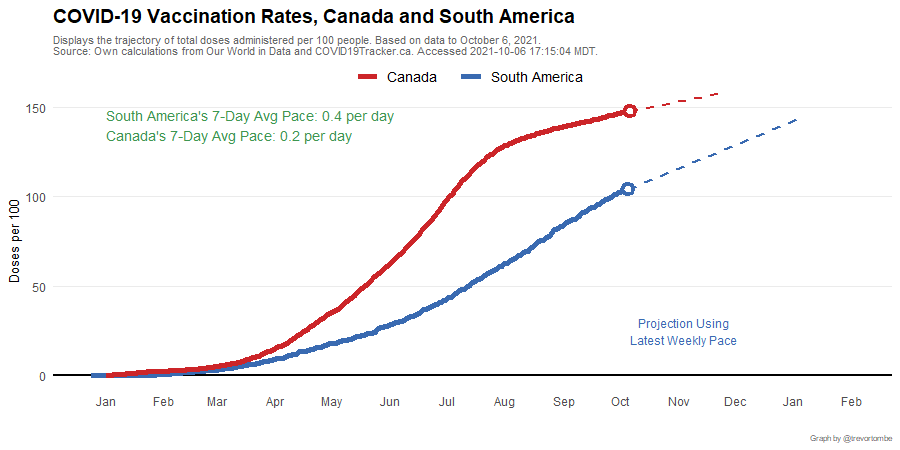 COVID-19 Vaccination Rates, Canada and South America
Displays the trajectory of total doses administered per 100 people. Based on data to October 6, 2021.
Source: Own calculations from Our World in Data and COVID19Tracker.ca. Accessed 2021-10-06 17:15:04 MDT.
Canada South America
South America's 7-Day Avg Pace: 0.4 per day
Canada's 7-Day Avg Pace: 0.2 per day
150
100
50
0
Doses per 100
Projection Using
Latest Weekly Pace
Jan Feb Mar Apr May Jun Jul Aug Sep Oct Nov Dec Jan Feb
Graph by @trevortombe